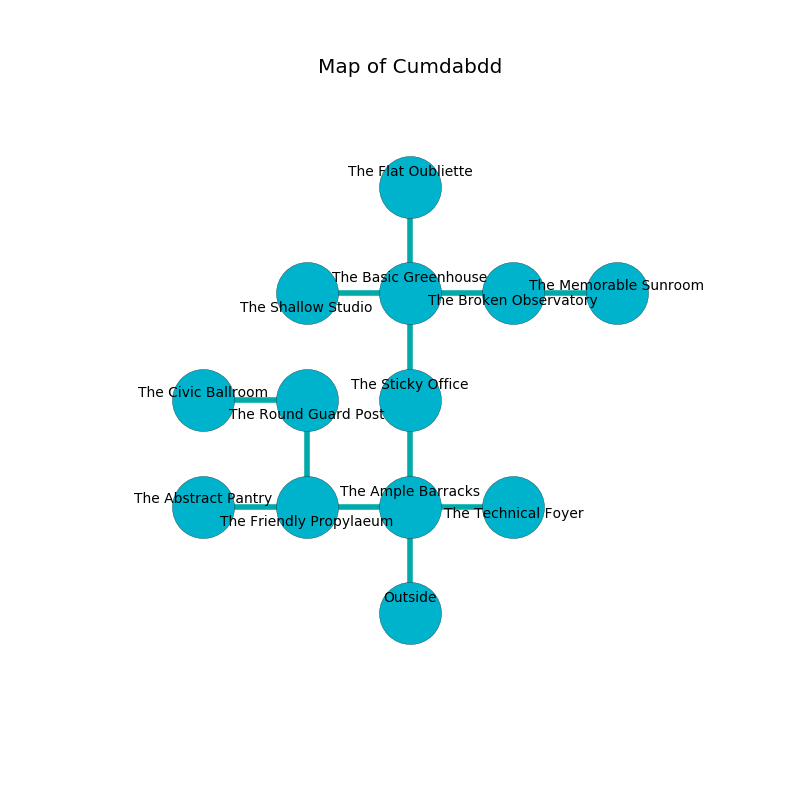 Map of Cumdabdd
The Flat Oubliette
The Basic Greenhouse
The Memorable Sunroom
The Broken Observatory
The Shallow Studio
The Sticky Office
The Civic Ballroom
The Round Guard Post
The Ample Barracks
The Abstract Pantry
The Technical Foyer
The Friendly Propylaeum
Outside